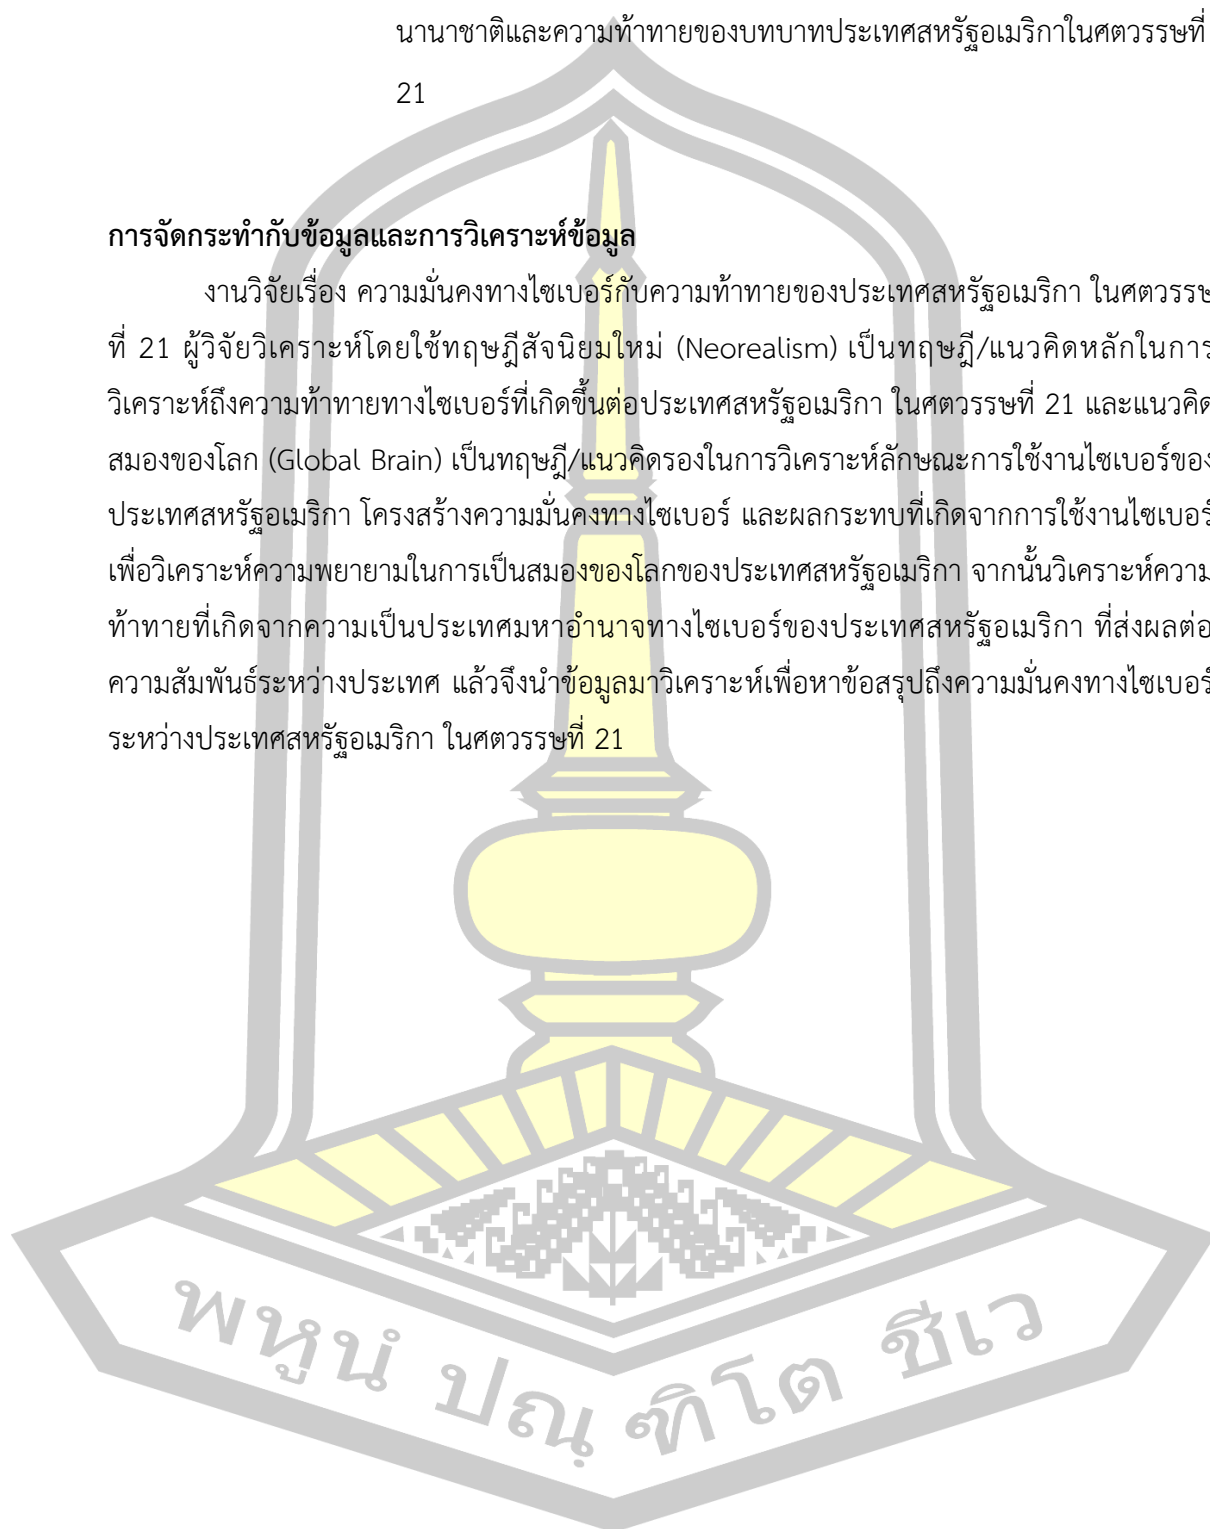 นานาชาติและความท้าทายของบทบาทประเทศสหรัฐอเมริกาในศตวรรษที่
21
การจัดกระทำกับข้อมูลและการวิเคราะห์ข้อมูล
งานวิจัยเรื่อง ความมั่นคงทางไซเบอร์กับความท้าทายของประเทศสหรัฐอเมริกา ในศตวรรษ
ที่ 21 ผู้วิจัยวิเคราะห์โดยใช้ทฤษฎีสัจนิยมใหม่ (Neorealism) เป็นทฤษฎี/แนวคิดหลักในการ
วิเคราะห์ถึงความท้าทายทางไซเบอร์ที่เกิดขึ้นต่อประเทศสหรัฐอเมริกา ในศตวรรษที่ 21 และแนวคิด
สมองของโลก (Global Brain) เป็นทฤษฎี/แนวคิดรองในการวิเคราะห์ลักษณะการใช้งานไซเบอร์ของ
ประเทศสหรัฐอเมริกา โครงสร้างความมั่นคงทางไซเบอร์ และผลกระทบที่เกิดจากการใช้งานไซเบอร์
เพื่อวิเคราะห์ความพยายามในการเป็นสมองของโลกของประเทศสหรัฐอเมริกา จากนั้นวิเคราะห์ความ
ท้าทายที่เกิดจากความเป็นประเทศมหาอำนาจทางไซเบอร์ของประเทศสหรัฐอเมริกา ที่ส่งผลต่อ
ความสัมพันธ์ระหว่างประเทศ แล้วจึงนำข้อมูลมาวิเคราะห์เพื่อหาข้อสรุปถึงความมั่นคงทางไซเบอร์
ระหว่างประเทศสหรัฐอเมริกา ในศตวรรษที่ 21
พหูนํ ปณฺฑิโต ชีเว